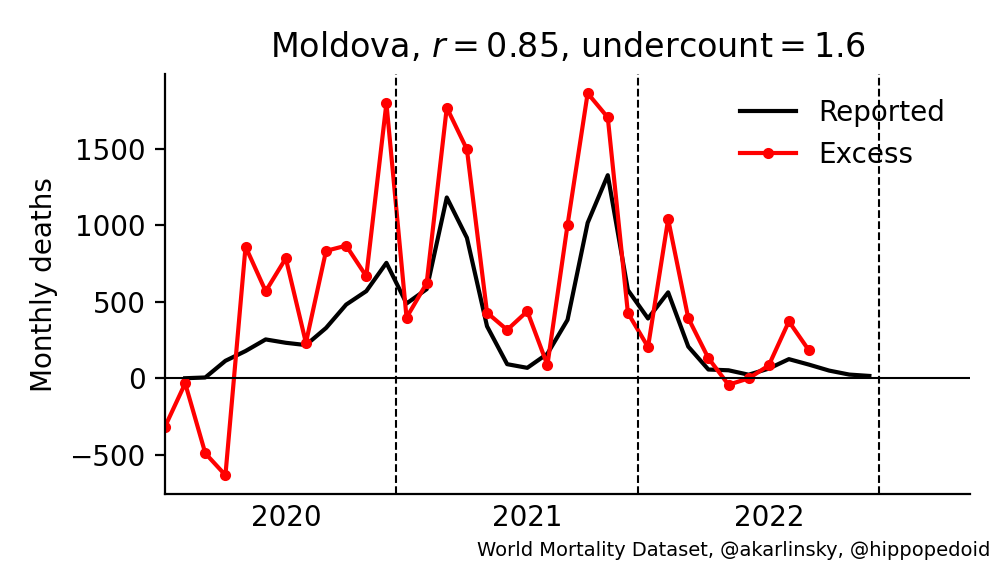 Moldova, r = 0.85, undercount = 1.6
Reported
Excess
Monthly deaths
1500
1000
500
0
−500
2020 2021 2022
World Mortality Dataset, @akarlinsky, @hippopedoid